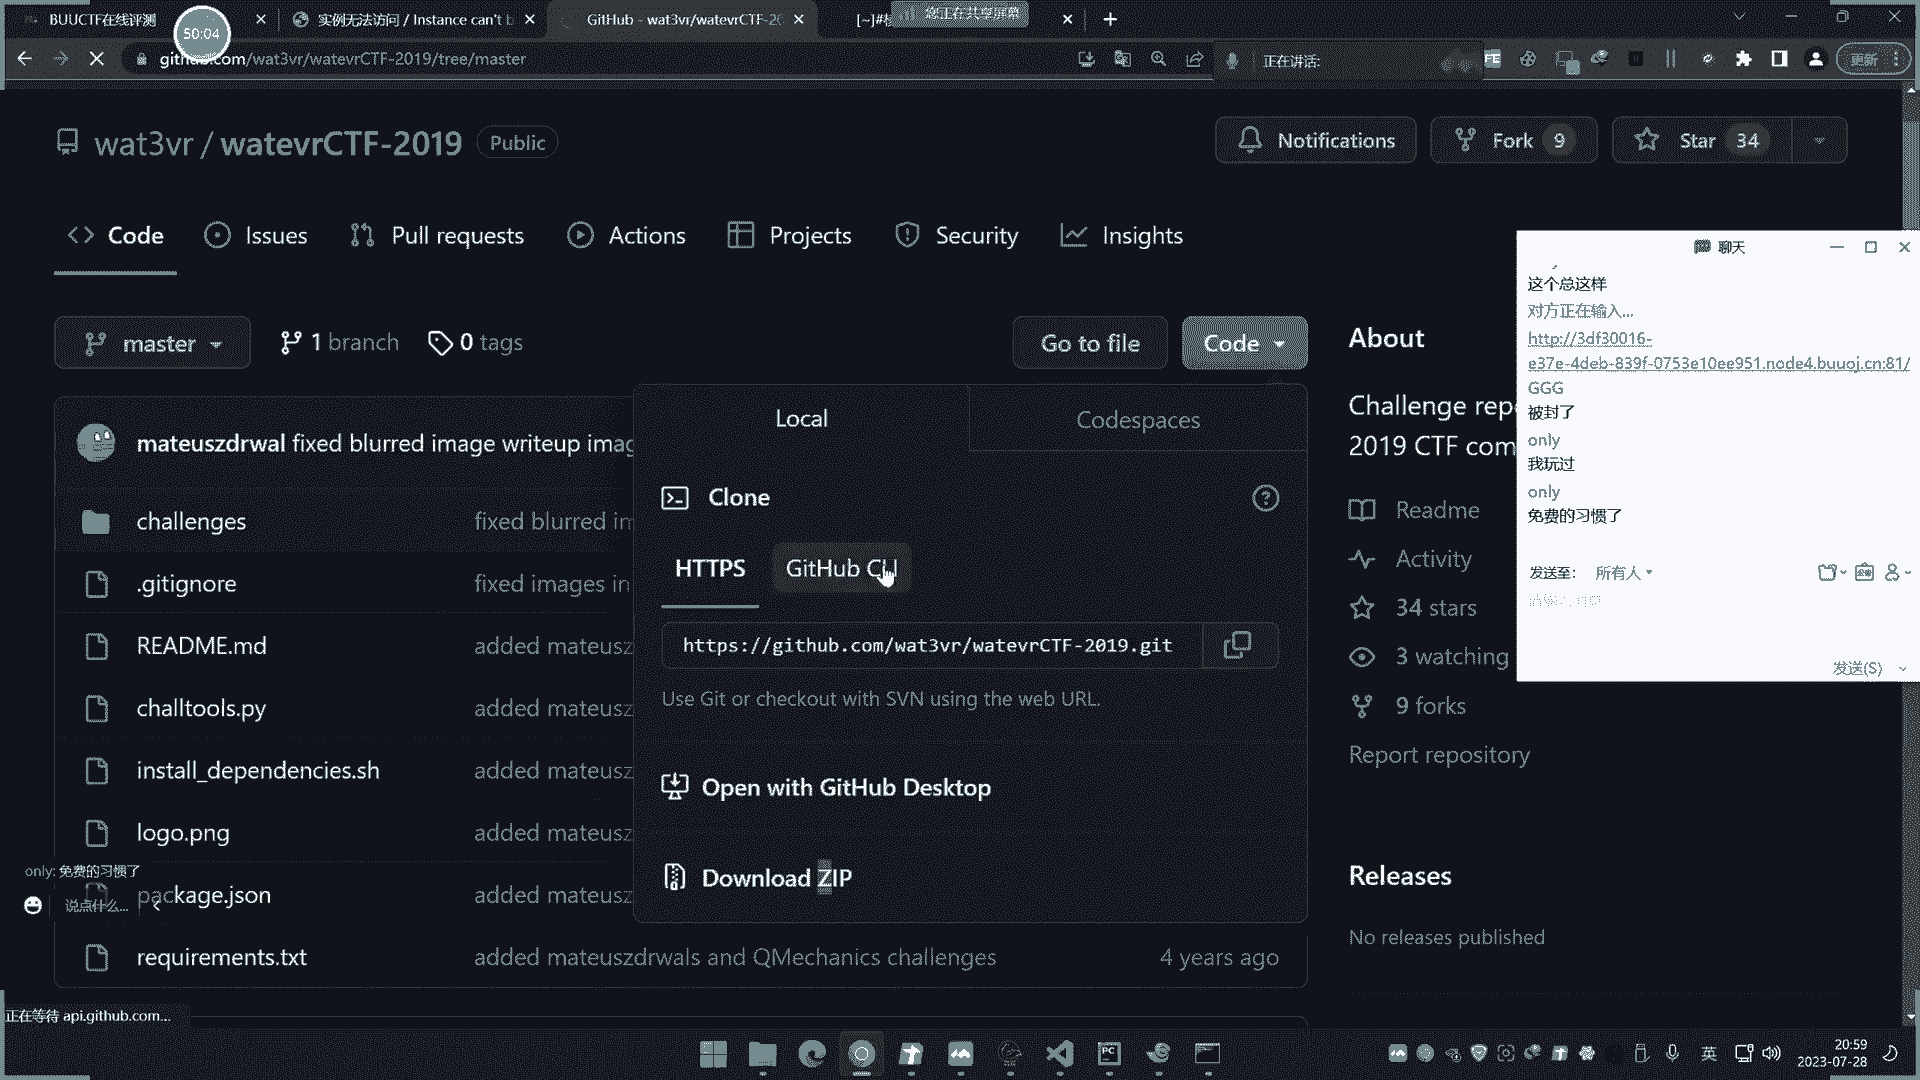 BUUCTF在线评测
实例无法访问 / Instance can't b
GitHub - wat3vr/watevrCTF-20
您正在共享屏幕
50:04
github.com/wat3vr/watevrCTF-2019/tree/master
正在讲话:
更新
wat3vr / watevrCTF-2019
Public
Notifications
Fork 9
Star 34
Code
Issues
Pull requests
Actions
Projects
Security
Insights
master
1 branch
0 tags
Go to file
Code
mateuszdrwal fixed blurred image writeup imag
challenges
fixed blurred im
.gitignore
fixed images in
README.md
added mateusz
challtools.py
added mateusz
install_dependencies.sh
added mateusz
logo.png
added mateusz
package.json
added mateusz
requirements.txt
added mateuszdrwals and QMechanics challenges
4 years ago
Local
Codespaces
Clone
HTTPS
GitHub CLI
https://github.com/wat3vr/watevrCTF-2019.git
Use Git or checkout with SVN using the web URL.
Open with GitHub Desktop
Download ZIP
About
Challenge rep
2019 CTF com
Readme
Activity
34 stars
3 watching
9 forks
Report repository
Releases
No releases published
聊天
这个总这样
对方正在输入...
http://3df30016-
e37e-4deb-839f-0753e10ee951.node4.buuoj.cn:81/
GGG
被封了
only
我玩过
only
免费的习惯了
发送至:
所有人
发送(S)
only: 免费的习惯了
说点什么...
正在等待 api.github.com...
英
20:59
2023-07-28